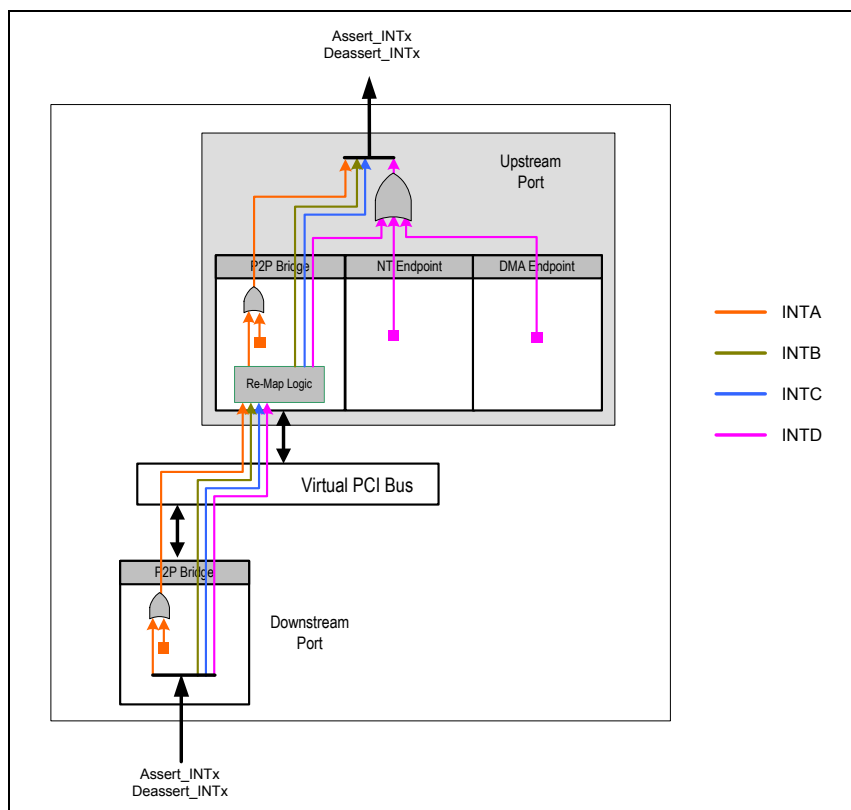 Assert_INTx
Deassert_INTx
Upstream
Port
P2P Bridge
NT Endpoint
DMA Endpoint
INTA
INTB
Re-Map Logic
INTC
INTD
Virtual PCI Bus
P2P Bridge
Downstream
Port
Assert_INTx
Deassert_INTx